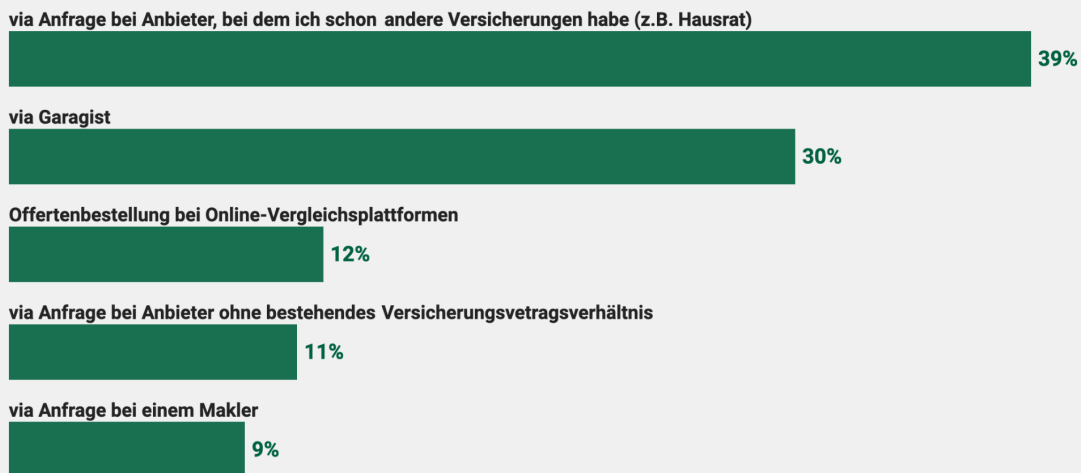 via Anfrage bei Anbieter, bei dem ich schon andere Versicherungen habe (z.B. Hausrat)
39%
via Garagist
30%
Offertenbestellung bei Online-Vergleichsplattformen
12%
via Anfrage bei Anbieter ohne bestehendes Versicherungsvetragsverhältnis
11%
via Anfrage bei einem Makler
9%